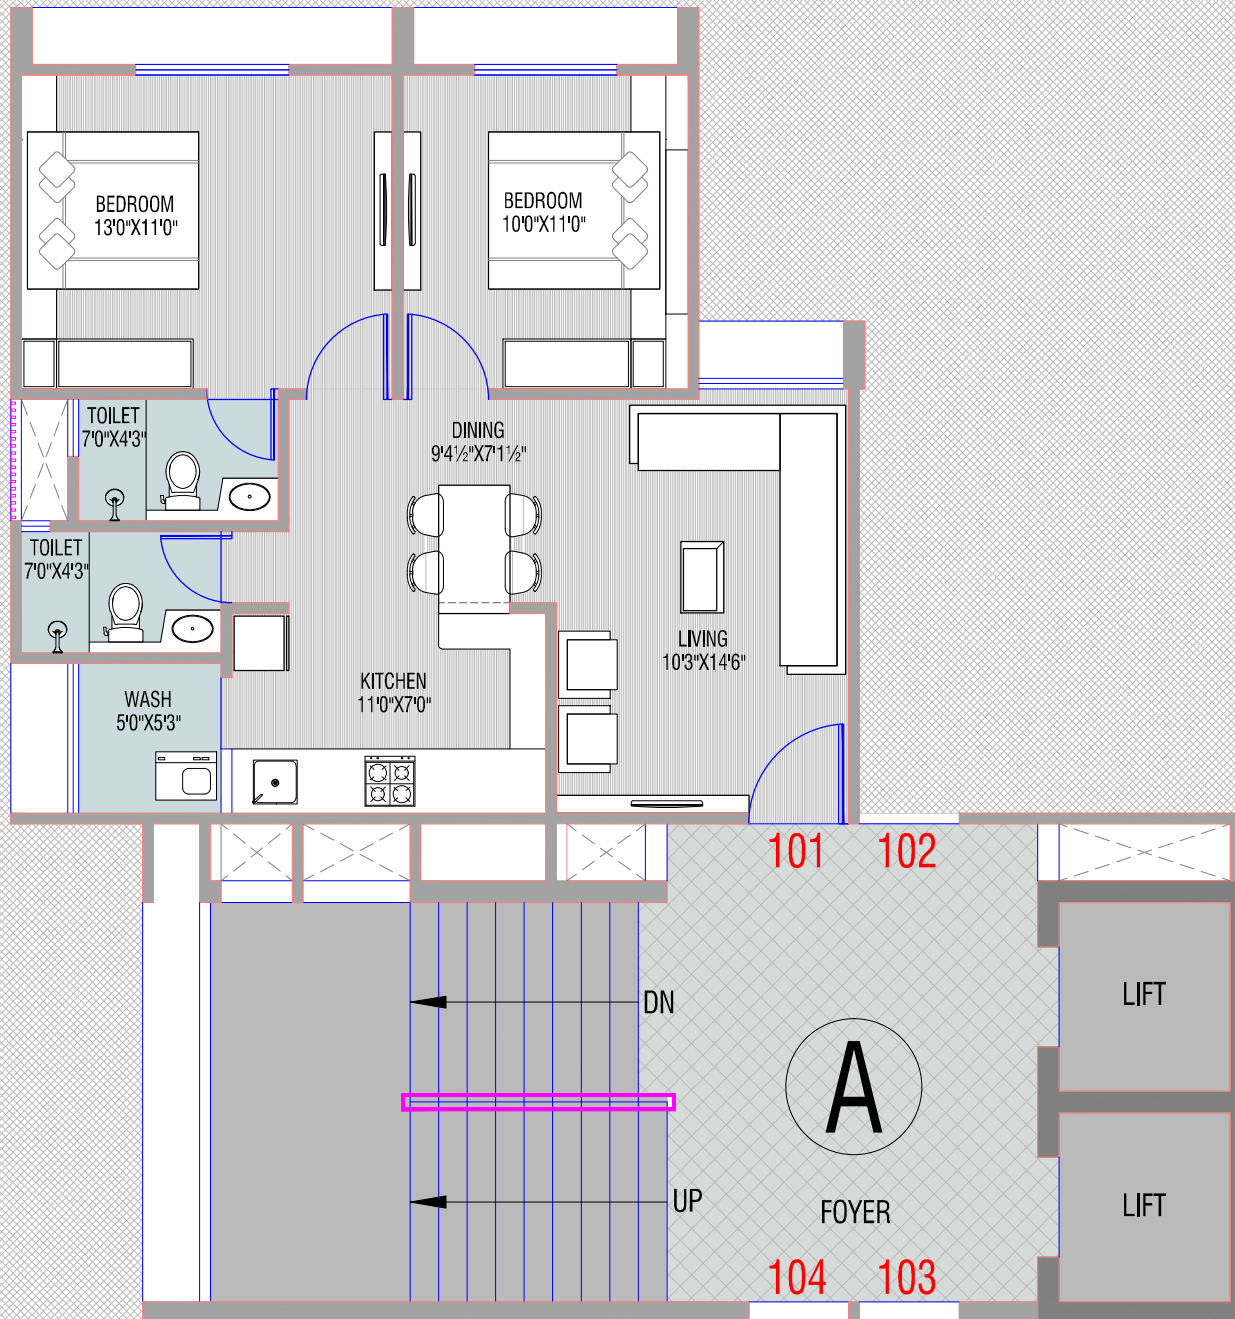 BEDROOM
13'0"X11'0"
BEDROOM
10'0"X11'0"
TOILET
7'0"X4'3"
DINING
9'4½"X7'1½"
TOILET
7'0"X4'3"
LIVING
10'3"X14'6"
KITCHEN
11'0"X7'0"
WASH
5'0"X5'3"
101
102
DN
LIFT
A
UP
FOYER
LIFT
104
103